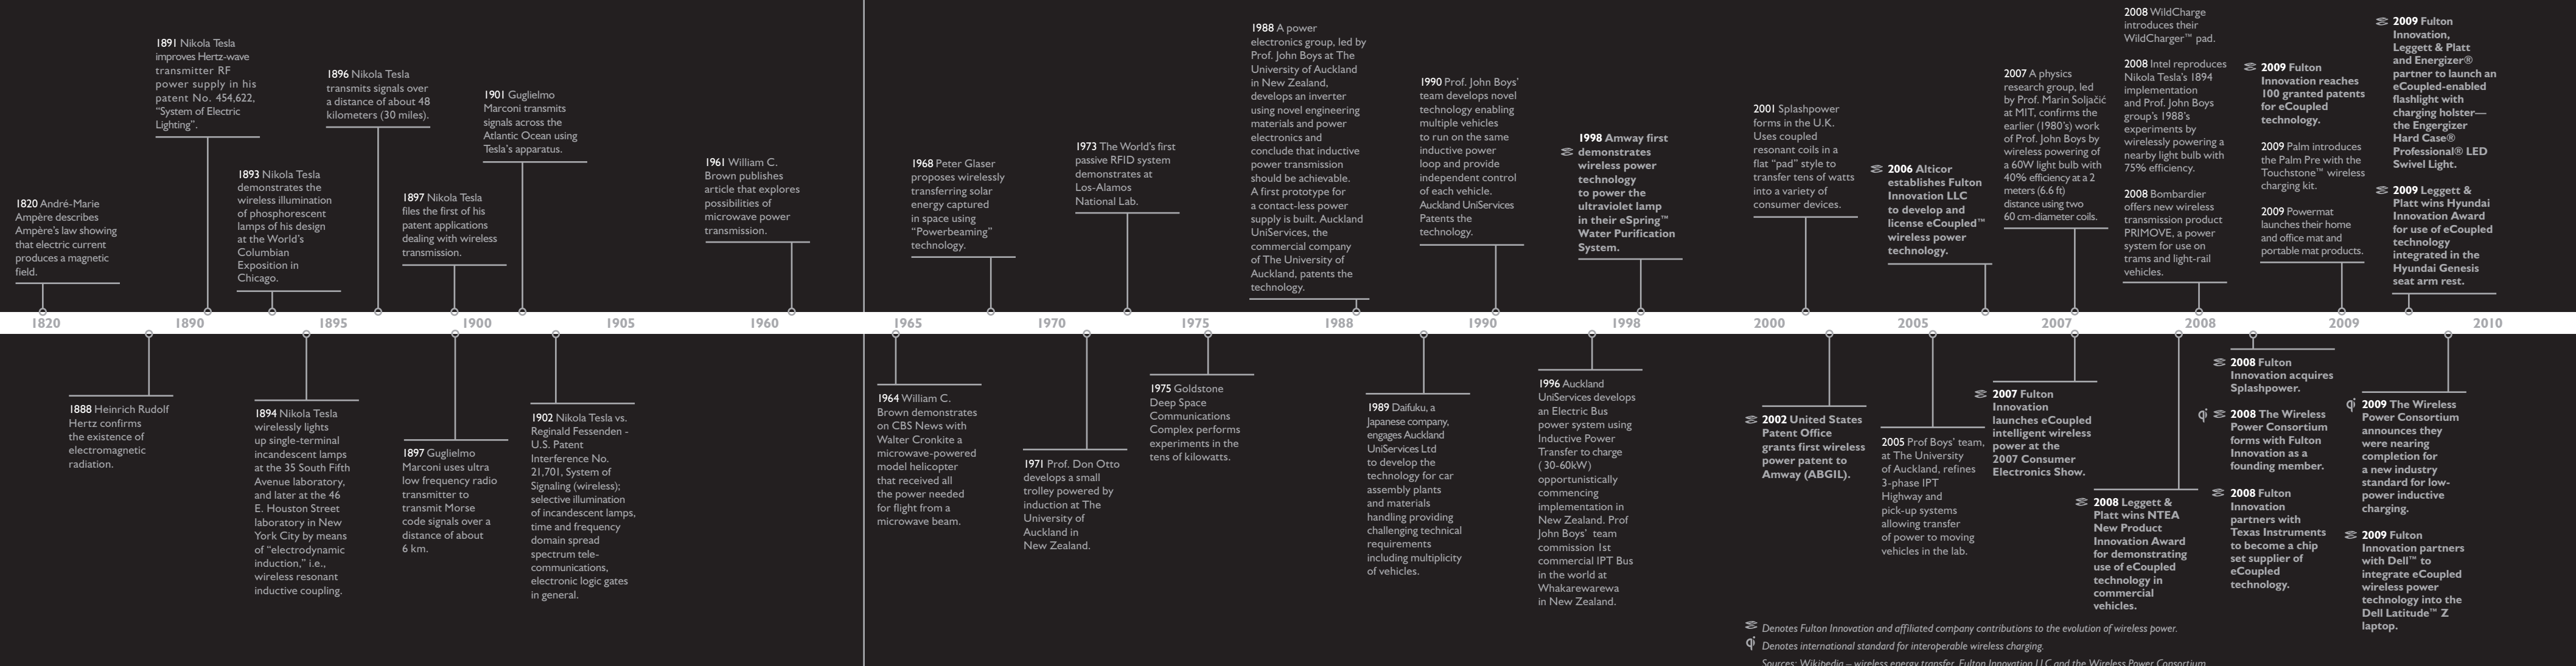 1820 André-Marie
Ampère describes
Ampère's law showing
that electric current
produces a magnetic
field.
1891 Nikola Tesla
improves Hertz-wave
transmitter RF
power supply in his
patent No. 454,622,
"System of Electric
Lighting".
1893 Nikola Tesla
demonstrates the
wireless illumination
of phosphorescent
lamps of his design
at the World's
Columbian
Exposition in
Chicago.
1896 Nikola Tesla
transmits signals over
a distance of about 48
kilometers (30 miles).
1897 Nikola Tesla
files the first of his
patent applications
dealing with wireless
transmission.
1901 Guglielmo
Marconi transmits
signals across the
Atlantic Ocean using
Tesla's apparatus.
1961 William C.
Brown publishes
article that explores
possibilities of
microwave power
transmission.
1968 Peter Glaser
proposes wirelessly
transferring solar
energy captured
in space using
"Powerbeaming"
technology.
1973 The World's first
passive RFID system
demonstrates at
Los-Alamos
National Lab.
1988 A power
electronics group, led by
Prof. John Boys at The
University of Auckland
in New Zealand,
develops an inverter
using novel engineering
materials and power
electronics and
conclude that inductive
power transmission
should be achievable.
A first prototype for
a contact-less power
supply is built. Auckland
UniServices, the
commercial company
of The University of
Auckland, patents the
technology.
1990 Prof. John Boys'
team develops novel
technology enabling
multiple vehicles
to run on the same
inductive power
loop and provide
independent control
of each vehicle.
Auckland UniServices
Patents the
technology.
1998 Amway first
demonstrates
wireless power
technology
to power the
ultraviolet lamp
in their eSpring™
Water Purification
System.
2001 Splashpower
forms in the U.K.
Uses coupled
resonant coils in a
flat "pad" style to
transfer tens of watts
into a variety of
consumer devices.
2006 Alticor
establishes Fulton
Innovation LLC
to develop and
license eCoupled™
wireless power
technology.
2007 A physics
research group, led
by Prof. Marin Soljačić
at MIT, confirms the
earlier (1980's) work
of Prof. John Boys by
wireless powering of
a 60W light bulb with
40% efficiency at a 2
meters (6.6 ft)
distance using two
60 cm-diameter coils.
2008 WildCharge
introduces their
WildCharger™ pad.
2008 Intel reproduces
Nikola Tesla's 1894
implementation
and Prof. John Boys
group's 1988's
experiments by
wirelessly powering a
nearby light bulb with
75% efficiency.
2008 Bombardier
offers new wireless
transmission product
PRIMOVE, a power
system for use on
trams and light-rail
vehicles.
2009 Fulton
Innovation reaches
100 granted patents
for eCoupled
technology.
2009 Palm introduces
the Palm Pre with the
Touchstone™ wireless
charging kit.
2009 Powermat
launches their home
and office mat and
portable mat products.
2009 Fulton
Innovation,
Leggett & Platt
and Energizer®
partner to launch an
eCoupled-enabled
flashlight with
charging holster—
the Engergizer
Hard Case®
Professional® LED
Swivel Light.
2009 Leggett &
Platt wins Hyundai
Innovation Award
for use of eCoupled
technology
integrated in the
Hyundai Genesis
seat arm rest.
1820 1890 1895 1900 1905 1960 1965 1970 1975 1988 1990 1998 2000 2005 2007 2008 2009 2010
1888 Heinrich Rudolf
Hertz confirms
the existence of
electromagnetic
radiation.
1894 Nikola Tesla
wirelessly lights
up single-terminal
incandescent lamps
at the 35 South Fifth
Avenue laboratory,
and later at the 46
E. Houston Street
laboratory in New
York City by means
of "electrodynamic
induction," i.e.,
wireless resonant
inductive coupling.
1897 Guglielmo
Marconi uses ultra
low frequency radio
transmitter to
transmit Morse
code signals over a
distance of about
6 km.
1902 Nikola Tesla vs.
Reginald Fessenden -
U.S. Patent
Interference No.
21,701, System of
Signaling (wireless);
selective illumination
of incandescent lamps,
time and frequency
domain spread
spectrum tele-
communications,
electronic logic gates
in general.
1964 William C.
Brown demonstrates
on CBS News with
Walter Cronkite a
microwave-powered
model helicopter
that received all
the power needed
for flight from a
microwave beam.
1971 Prof. Don Otto
develops a small
trolley powered by
induction at The
University of
Auckland in
New Zealand.
1975 Goldstone
Deep Space
Communications
Complex performs
experiments in the
tens of kilowatts.
1989 Daifuku, a
Japanese company,
engages Auckland
UniServices Ltd
to develop the
technology for car
assembly plants
and materials
handling providing
challenging technical
requirements
including multiplicity
of vehicles.
1996 Auckland
UniServices develops
an Electric Bus
power system using
Inductive Power
Transfer to charge
(30-60kW)
opportunistically
commencing
implementation in
New Zealand. Prof
John Boys' team
commission 1st
commercial IPT Bus
in the world at
Whakarewarewa
in New Zealand.
2002 United States
Patent Office
grants first wireless
power patent to
Amway (ABGIL).
2005 Prof Boys' team,
at The University
of Auckland, refines
3-phase IPT
Highway and
pick-up systems
allowing transfer
of power to moving
vehicles in the lab.
2007 Fulton
Innovation
launches eCoupled
intelligent wireless
power at the
2007 Consumer
Electronics Show.
2008 Leggett &
Platt wins NTEA
New Product
Innovation Award
for demonstrating
use of eCoupled
technology in
commercial
vehicles.
2008 Fulton
Innovation acquires
Splashpower.
qi 2008 The Wireless
Power Consortium
forms with Fulton
Innovation as a
founding member.
2008 Fulton
Innovation
partners with
Texas Instruments
to become a chip
set supplier of
eCoupled
technology.
qi 2009 The Wireless
Power Consortium
announces they
were nearing
completion for
a new industry
standard for low-
power inductive
charging.
2009 Fulton
Innovation partners
with Dell™ to
integrate eCoupled
wireless power
technology into the
Dell Latitude™ Z
laptop.
Denotes Fulton Innovation and affiliated company contributions to the evolution of wireless power.
qi Denotes international standard for interoperable wireless charging.
Sources: Wikipedia – wireless energy transfer, Fulton Innovation LLC and the Wireless Power Consortium